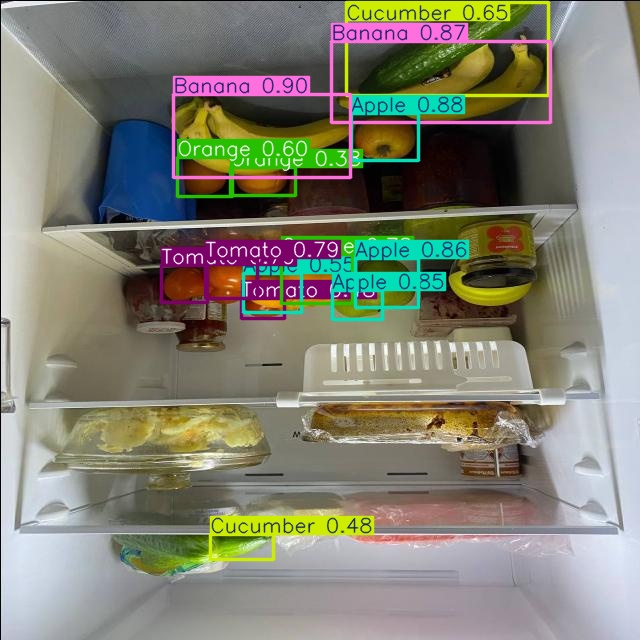 Cucumber 0.65
Banana 0.87
Banana 0.90
Apple 0.88
Orange 0.60
Orange 0.38
Tomato 0.79
Apple 0.86
Apple 0.55
Apple 0.85
Tomato
Cucumber 0.48